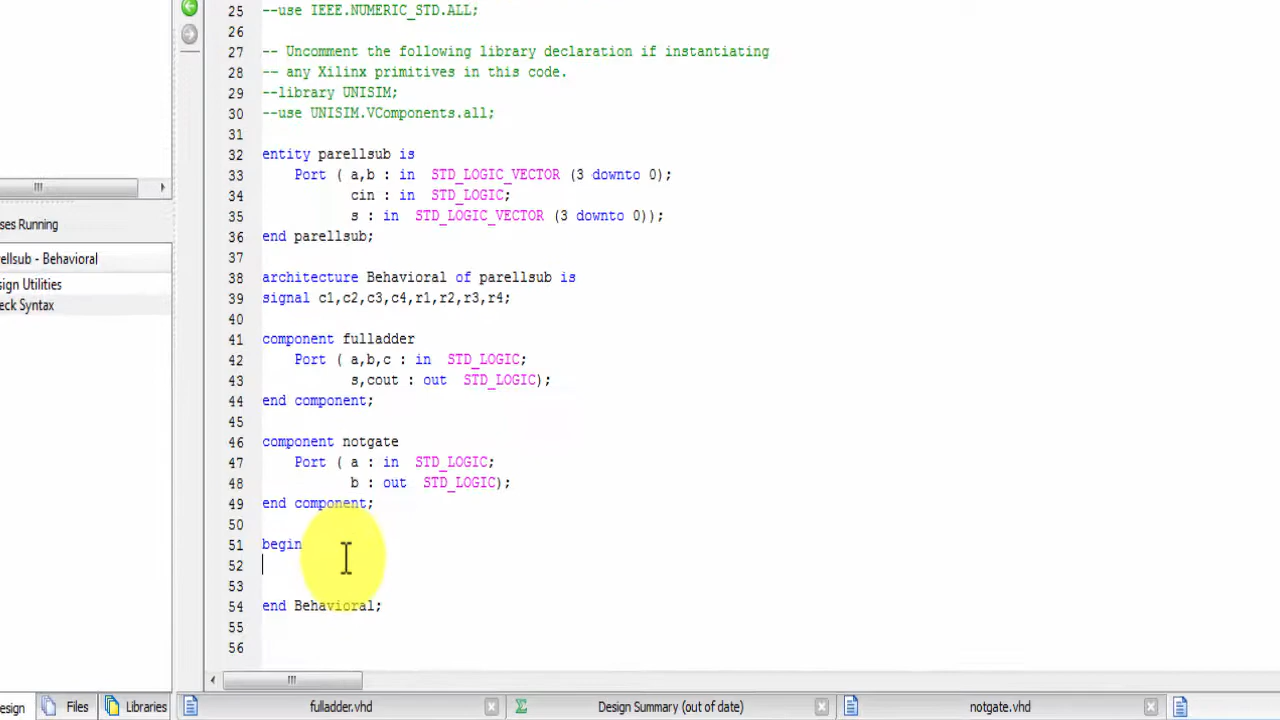 25 --use IEEE.NUMERIC_STD.ALL;
26
27 -- Uncomment the following library declaration if instantiating
28 -- any Xilinx primitives in this code.
29 --library UNISIM;
30 --use UNISIM.VComponents.all;
31
32 entity parellsub is
33 Port ( a,b : in STD_LOGIC_VECTOR (3 downto 0);
34 cin : in STD_LOGIC;
35 s : in STD_LOGIC_VECTOR (3 downto 0));
36 end parellsub;
37
38 architecture Behavioral of parellsub is
39 signal c1,c2,c3,c4,r1,r2,r3,r4;
40
41 component fulladder
42 Port ( a,b,c : in STD_LOGIC;
43 s,cout : out STD_LOGIC);
44 end component;
45
46 component notgate
47 Port ( a : in STD_LOGIC;
48 b : out STD_LOGIC);
49 end component;
50
51 begin
52
53
54 end Behavioral;
55
56
ses Running
rellsub - Behavioral
sign Utilities
eck Syntax
esign Files Libraries fulladder.vhd Design Summary (out of date) notgate.vhd